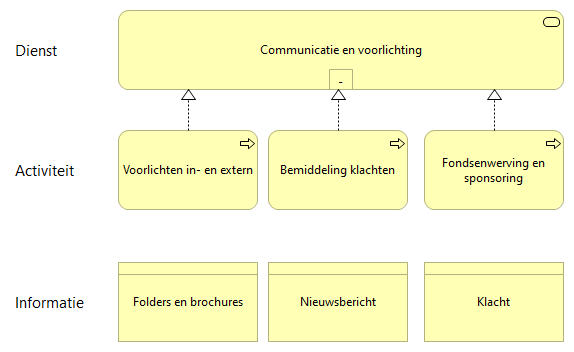 Dienst
Communicatie en voorlichting
-
Activiteit
Voorlichten in- en extern
Bemiddeling klachten
Fondsenwerving en
sponsoring
Informatie
Folders en brochures
Nieuwsbericht
Klacht